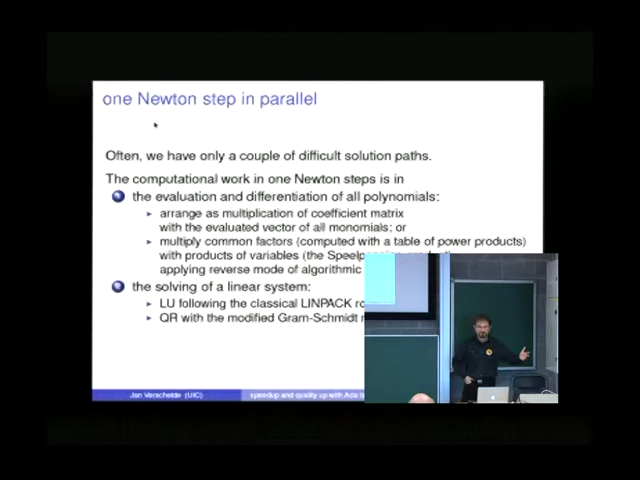 one Newton step in parallel
Often, we have only a couple of difficult solution paths.
The computational work in one Newton steps is in
1 the evaluation and differentiation of all polynomials:
arrange as multiplication of coefficient matrix
with the evaluated vector of all monomials; or
multiply common factors (computed with a table of power products)
with products of variables (the
applying reverse mode of algorithmic
2 the solving of a linear system:
LU following the classical LINPACK
QR with the modified Gram-Schmidt
Jan Verschelde (UIC)
speedup and quality up with Ada